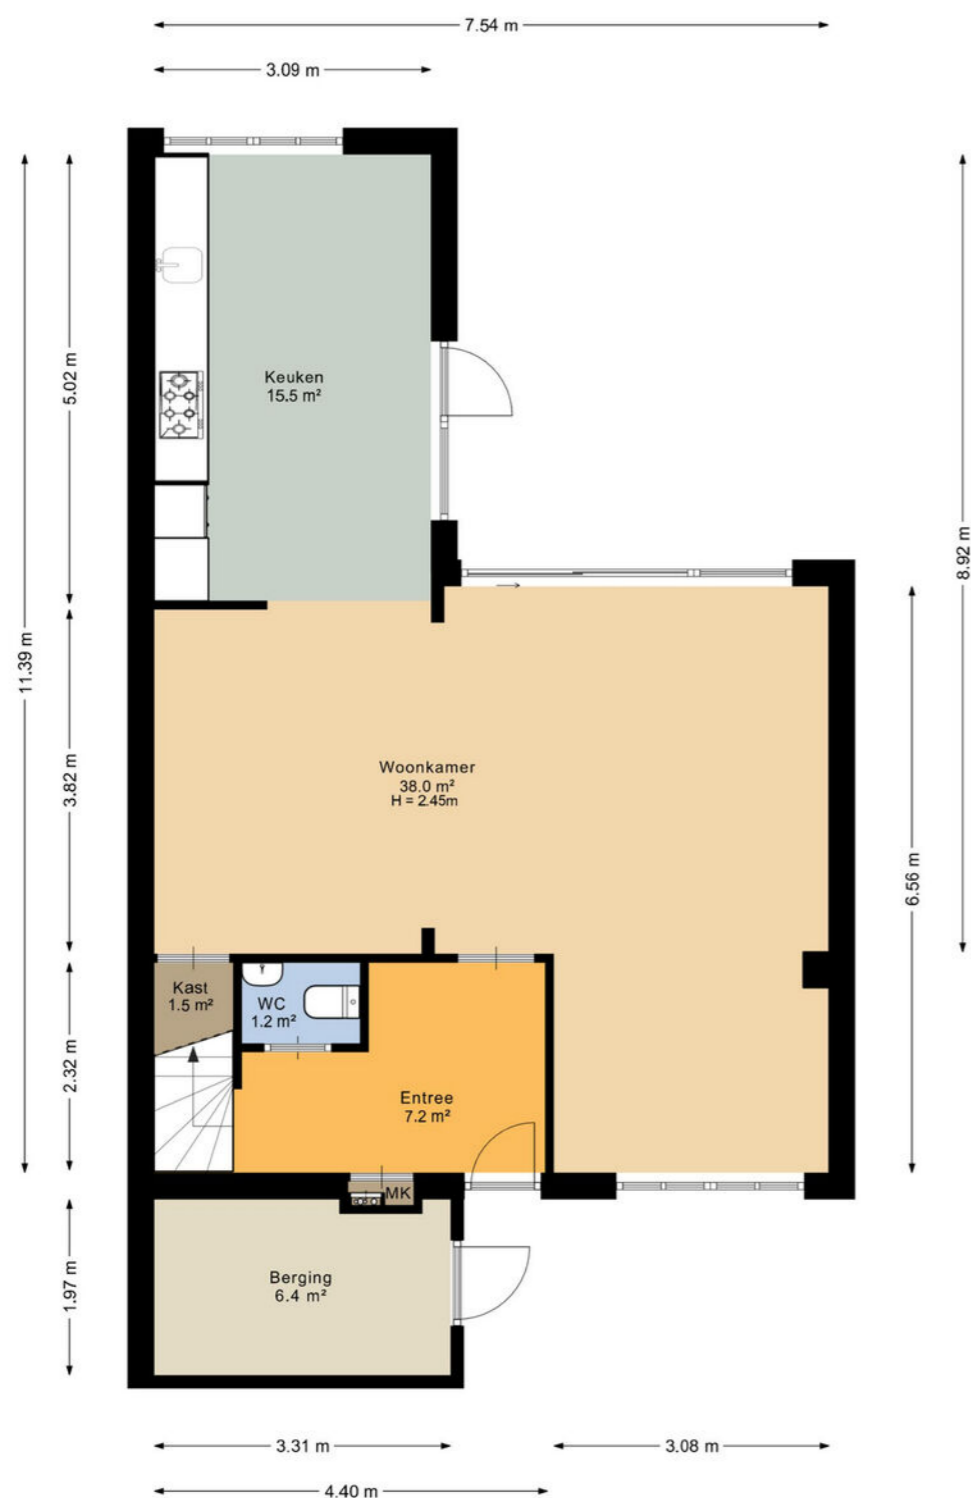 7.54 m
3.09 m
5.02 m
Keuken
15.5 m²
8.92 m
11.39 m
3.82 m
Woonkamer
38.0 m²
H = 2.45m
6.56 m
Kast
1.5 m²
WC
1.2 m²
2.32 m
Entree
7.2 m²
MK
1.97 m
Berging
6.4 m²
3.31 m
3.08 m
4.40 m